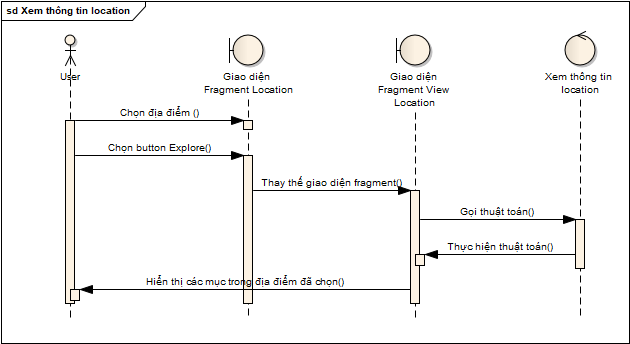 sd Xem thông tin location
User
Giao diện
Fragment Location
Giao diện
Fragment View
Location
Xem thông tin
location
Chọn địa điểm ()
Chọn button Explore()
Thay thế giao diện fragment()
Gọi thuật toán()
Thực hiện thuật toán()
Hiển thị các mục trong địa điểm đã chọn()